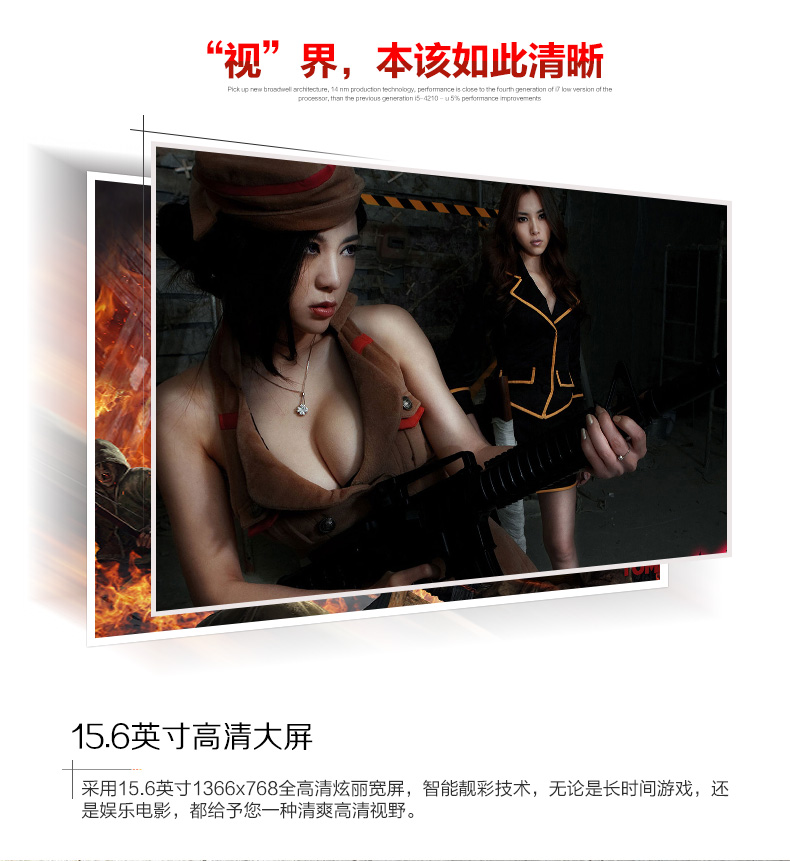 “视”界，本该如此清晰
Pick up new broadwell architecture, 14 nm production technology, performance is close to the fourth generation of i7 low version of the
processor, than the previous generation i5-4210 - u 5% performance improvements
15.6英寸高清大屏
采用15.6英寸1366x768全高清炫丽宽屏，智能靓彩技术，无论是长时间游戏，还
是娱乐电影，都给予您一种清爽高清视野。